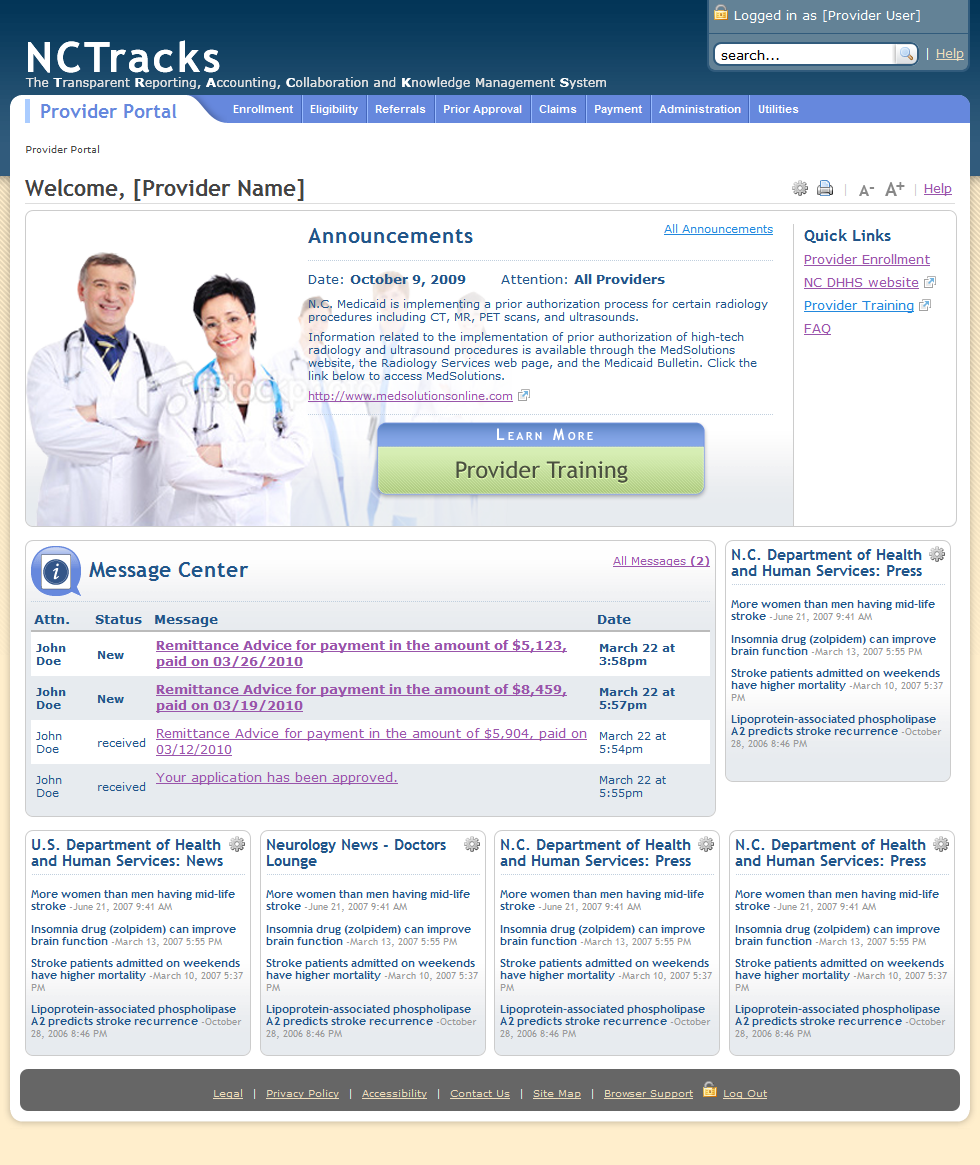 Logged in as [Provider User]
search...
| Help
NCTracks
The Transparent Reporting, Accounting, Collaboration and Knowledge Management System
Provider Portal
Enrollment
Eligibility
Referrals
Prior Approval
Claims
Payment
Administration
Utilities
Provider Portal
Welcome, [Provider Name]
| A- A+ | Help
Announcements
All Announcements
Date: October 9, 2009 Attention: All Providers
N.C. Medicaid is implementing a prior authorization process for certain radiology
procedures including CT, MR, PET scans, and ultrasounds.
Information related to the implementation of prior authorization of high-tech
radiology and ultrasound procedures is available through the MedSolutions
website, the Radiology Services web page, and the Medicaid Bulletin. Click the
link below to access MedSolutions.
http://www.medsolutionsonline.com
Learn More
Provider Training
Quick Links
Provider Enrollment
NC DHHS website
Provider Training
FAQ
i
Message Center
All Messages (2)
Attn. Status Message Date
John
Doe
New
Remittance Advice for payment in the amount of $5,123,
paid on 03/26/2010
March 22 at
3:58pm
John
Doe
New
Remittance Advice for payment in the amount of $8,459,
paid on 03/19/2010
March 22 at
5:57pm
John
Doe
received
Remittance Advice for payment in the amount of $5,904, paid on
03/12/2010
March 22 at
5:54pm
John
Doe
received
Your application has been approved.
March 22 at
5:55pm
N.C. Department of Health
and Human Services: Press
More women than men having mid-life
stroke -June 21, 2007 9:41 AM
Insomnia drug (zolpidem) can improve
brain function -March 13, 2007 5:55 PM
Stroke patients admitted on weekends
have higher mortality -March 10, 2007 5:37
PM
Lipoprotein-associated phospholipase
A2 predicts stroke recurrence -October
28, 2006 8:46 PM
U.S. Department of Health
and Human Services: News
More women than men having mid-life
stroke -June 21, 2007 9:41 AM
Insomnia drug (zolpidem) can improve
brain function -March 13, 2007 5:55 PM
Stroke patients admitted on weekends
have higher mortality -March 10, 2007 5:37
PM
Lipoprotein-associated phospholipase
A2 predicts stroke recurrence -October
28, 2006 8:46 PM
Neurology News - Doctors
Lounge
More women than men having mid-life
stroke -June 21, 2007 9:41 AM
Insomnia drug (zolpidem) can improve
brain function -March 13, 2007 5:55 PM
Stroke patients admitted on weekends
have higher mortality -March 10, 2007 5:37
PM
Lipoprotein-associated phospholipase
A2 predicts stroke recurrence -October
28, 2006 8:46 PM
N.C. Department of Health
and Human Services: Press
More women than men having mid-life
stroke -June 21, 2007 9:41 AM
Insomnia drug (zolpidem) can improve
brain function -March 13, 2007 5:55 PM
Stroke patients admitted on weekends
have higher mortality -March 10, 2007 5:37
PM
Lipoprotein-associated phospholipase
A2 predicts stroke recurrence -October
28, 2006 8:46 PM
N.C. Department of Health
and Human Services: Press
More women than men having mid-life
stroke -June 21, 2007 9:41 AM
Insomnia drug (zolpidem) can improve
brain function -March 13, 2007 5:55 PM
Stroke patients admitted on weekends
have higher mortality -March 10, 2007 5:37
PM
Lipoprotein-associated phospholipase
A2 predicts stroke recurrence -October
28, 2006 8:46 PM
Legal | Privacy Policy | Accessibility | Contact Us | Site Map | Browser Support Log Out